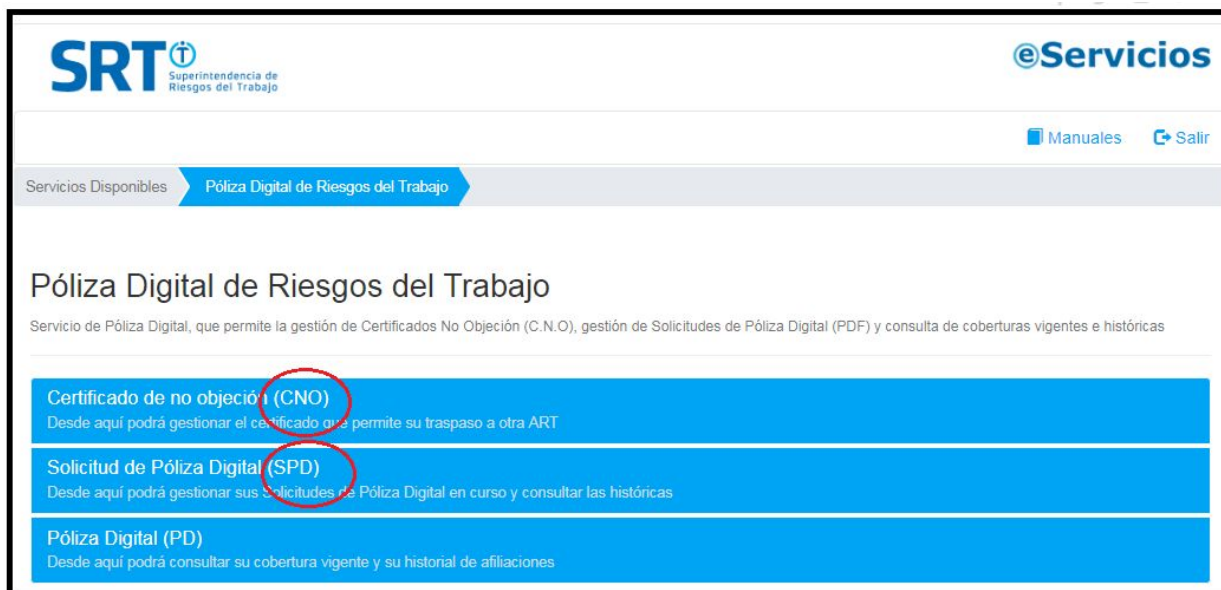 SRT
Superintendencia de
Riesgos del Trabajo
eServicios
Manuales Salir
Servicios Disponibles Póliza Digital de Riesgos del Trabajo
Póliza Digital de Riesgos del Trabajo
Servicio de Póliza Digital, que permite la gestión de Certificados No Objeción (C.N.O), gestión de Solicitudes de Póliza Digital (PDF) y consulta de coberturas vigentes e históricas
Certificado de no objeción (CNO)
Desde aquí podrá gestionar el certificado que permite su traspaso a otra ART
Solicitud de Póliza Digital (SPD)
Desde aquí podrá gestionar sus Solicitudes de Póliza Digital en curso y consultar las históricas
Póliza Digital (PD)
Desde aquí podrá consultar su cobertura vigente y su historial de afiliaciones